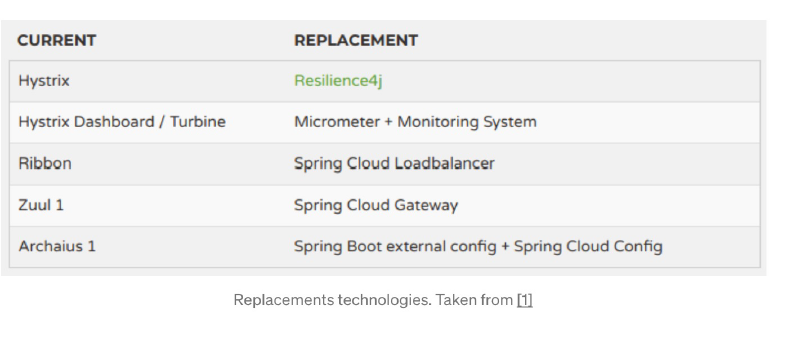 CURRENT REPLACEMENT
Hystrix Resilience4j
Hystrix Dashboard / Turbine Micrometer + Monitoring System
Ribbon Spring Cloud Loadbalancer
Zuul 1 Spring Cloud Gateway
Archaius 1 Spring Boot external config + Spring Cloud Config
Replacements technologies. Taken from [1]